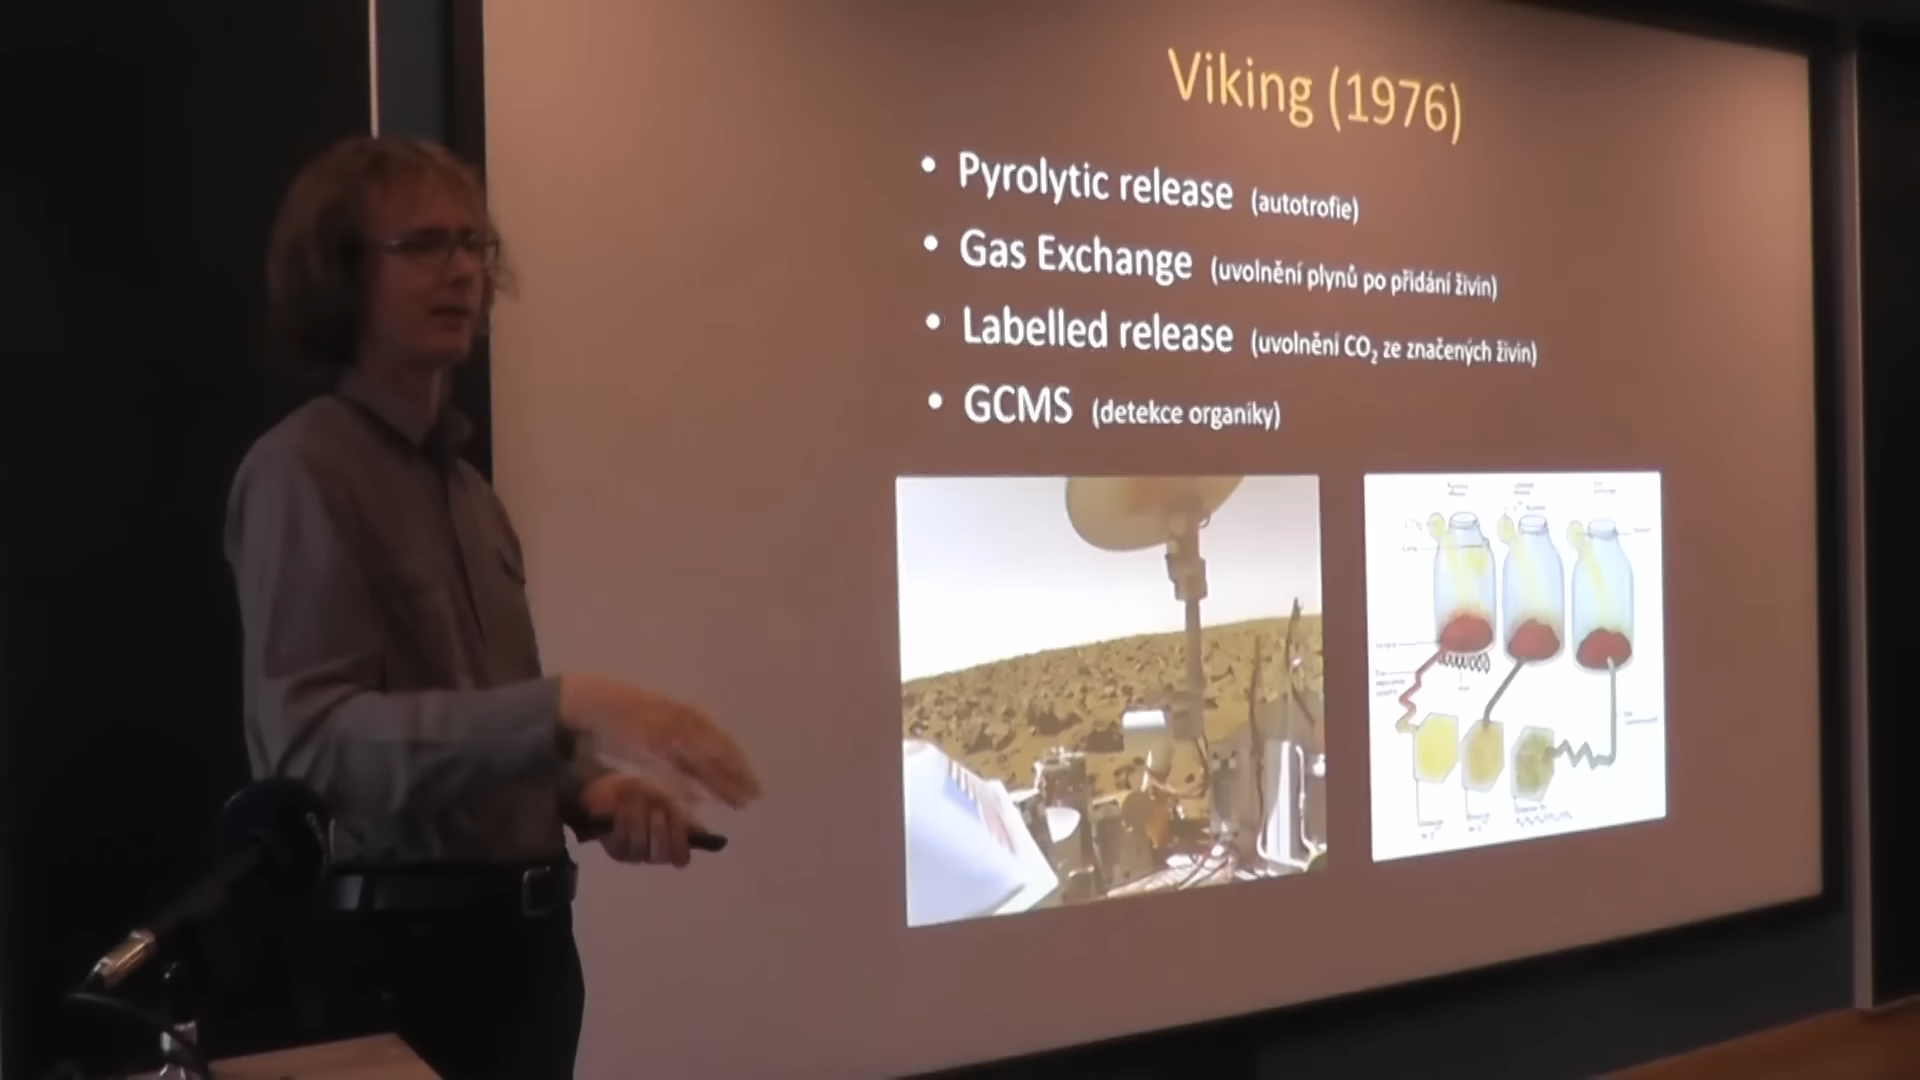 Viking (1976)
• Pyrolytic release (autotrofie)
• Gas Exchange (uvolnění plynů po přidání živin)
• Labelled release (uvolnění CO₂ ze značených živin)
• GCMS (detekce organiky)